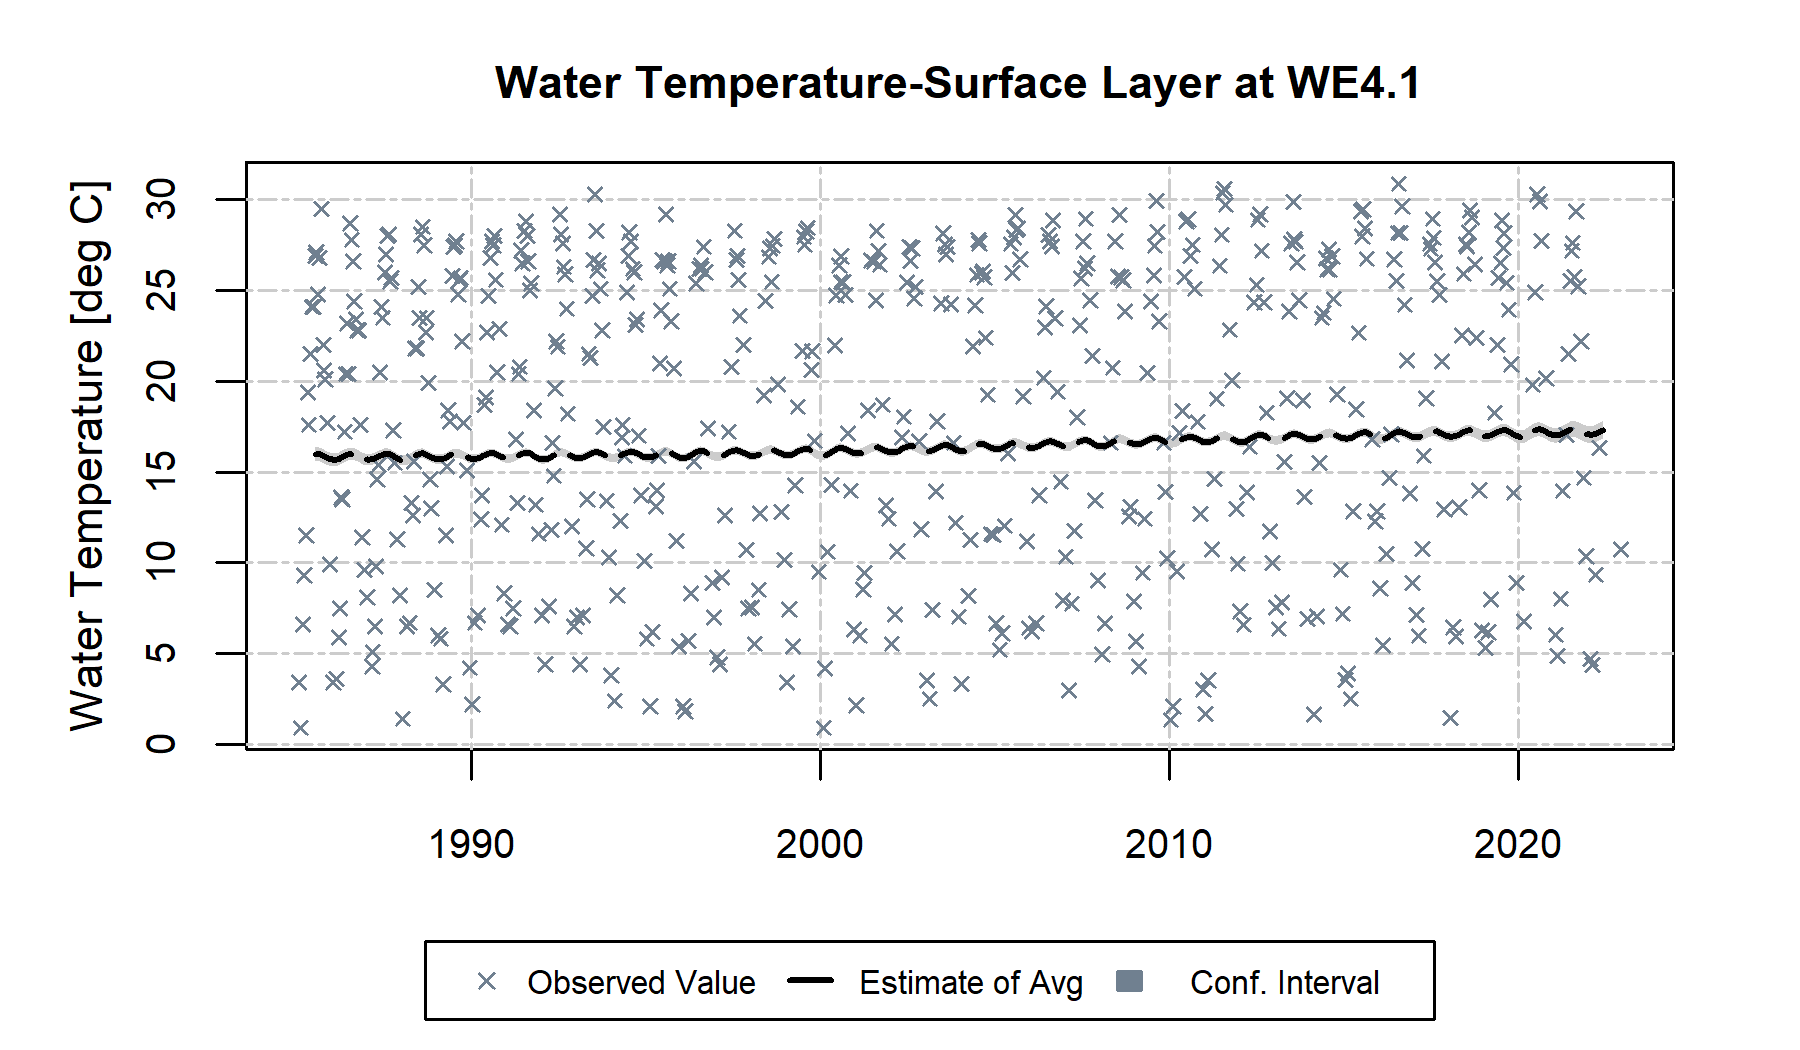 Water Temperature-Surface Layer at WE4.1
Water Temperature [deg C]
30
25
20
15
10
5
0
1990 2000 2010 2020
Observed Value Estimate of Avg Conf. Interval